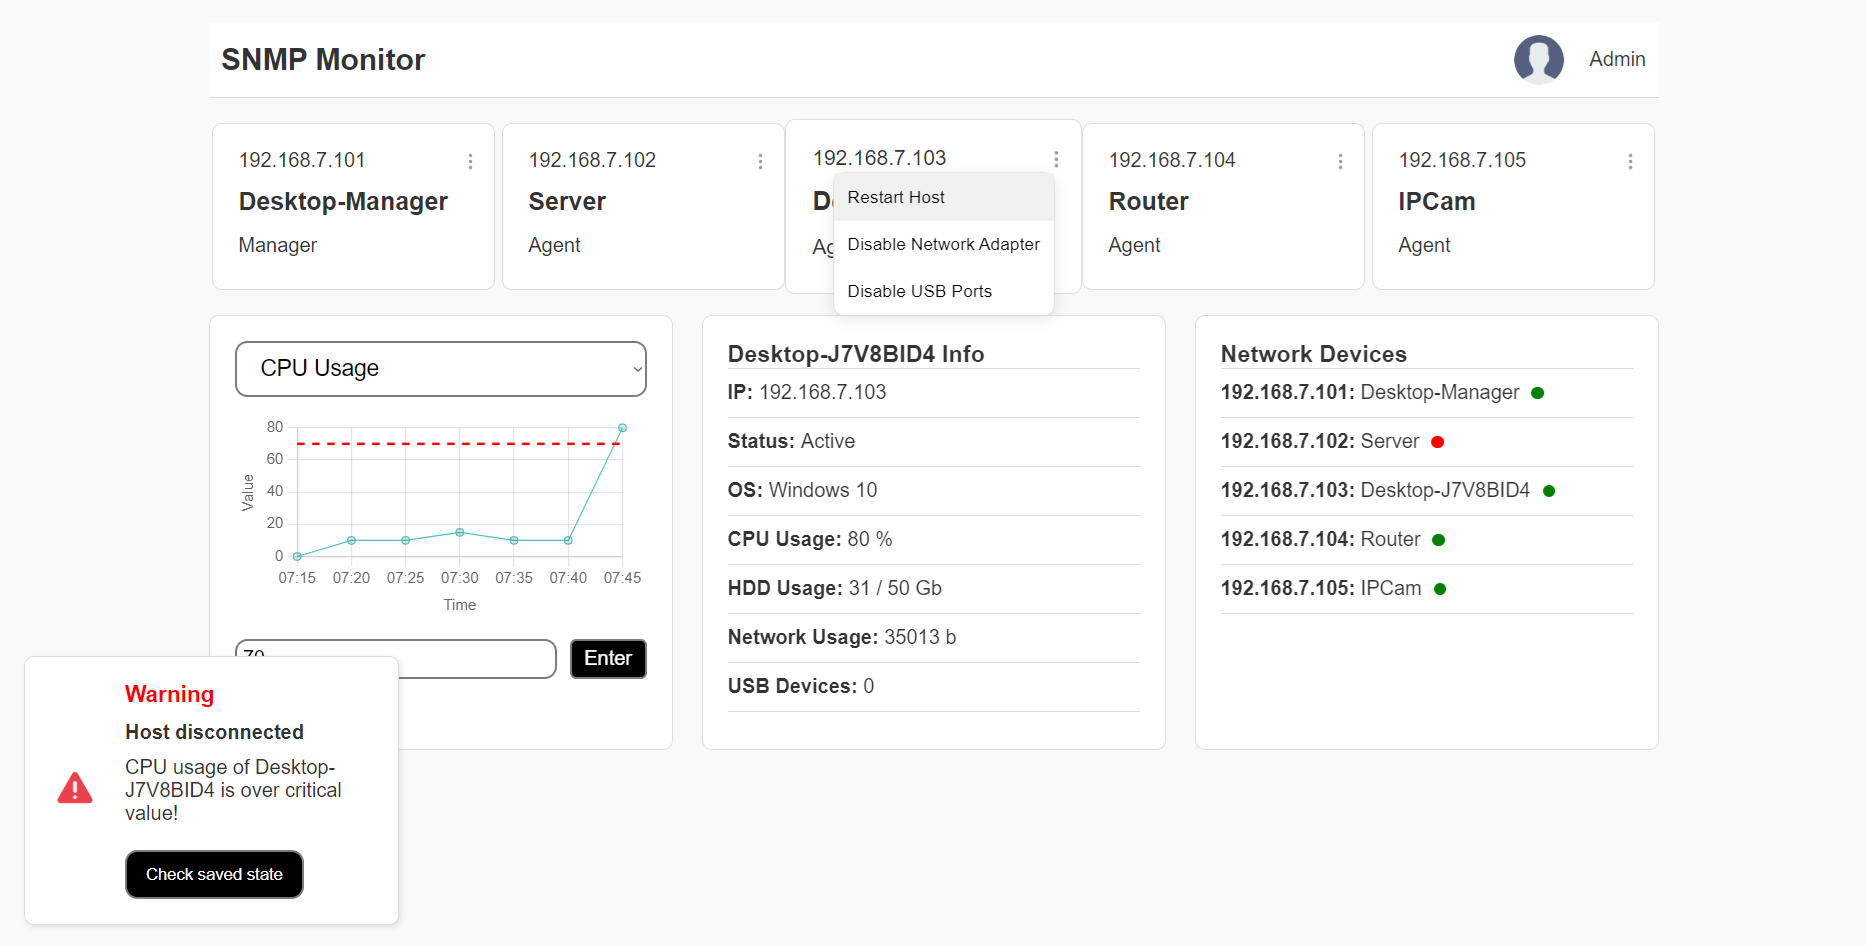 SNMP Monitor
Admin
192.168.7.101
Desktop-Manager
Manager
192.168.7.102
Server
Agent
192.168.7.103
Restart Host
Disable Network Adapter
Disable USB Ports
192.168.7.104
Router
Agent
192.168.7.105
IPCam
Agent
CPU Usage
80
60
40
20
0
Value
07:15 07:20 07:25 07:30 07:35 07:40 07:45
Time
70
Enter
Desktop-J7V8BID4 Info
IP: 192.168.7.103
Status: Active
OS: Windows 10
CPU Usage: 80 %
HDD Usage: 31 / 50 Gb
Network Usage: 35013 b
USB Devices: 0
Network Devices
192.168.7.101: Desktop-Manager
192.168.7.102: Server
192.168.7.103: Desktop-J7V8BID4
192.168.7.104: Router
192.168.7.105: IPCam
Warning
Host disconnected
CPU usage of Desktop-
J7V8BID4 is over critical
value!
Check saved state